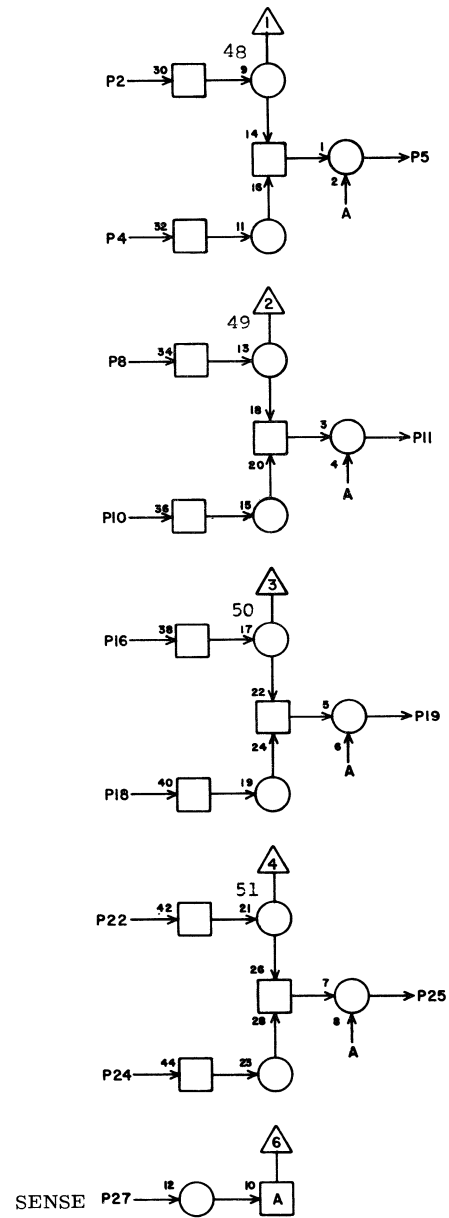 1
48
P2 30 9
14 1 P5
16 2
A
P4 32 11
2
49
P8 34 13
18 3 P11
20 4
A
P10 36 15
3
50
P16 38 17
22 5 P19
24 6
A
P18 40 19
4
51
P22 42 21
26 7 P25
28 8
A
P24 44 23
6
SENSE P27 12 10 A